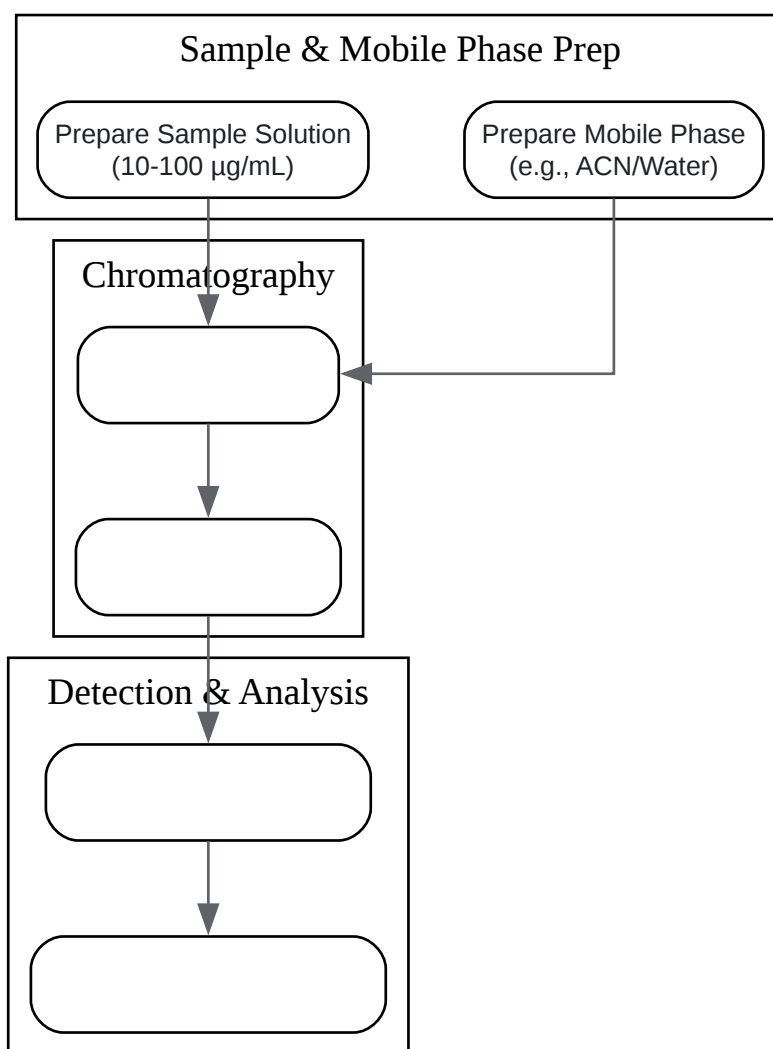 Sample & Mobile Phase Prep
Prepare Sample Solution
(10-100 µg/mL)
Prepare Mobile Phase
(e.g., ACN/Water)
Chromatography
Detection & Analysis